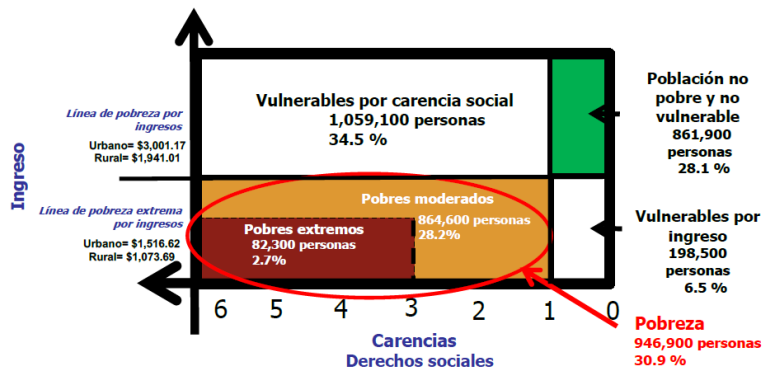 Ingreso
Línea de pobreza por
ingresos
Urbano= $3,001.17
Rural= $1,941.01
Línea de pobreza extrema
por ingresos
Urbano= $1,516.62
Rural= $1,073.69
Vulnerables por carencia social
1,059,100 personas
34.5 %
Pobres moderados
864,600 personas
28.2%
Pobres extremos
82,300 personas
2.7%
Población no
pobre y no
vulnerable
861,900
personas
28.1 %
Vulnerables por
ingreso
198,500
personas
6.5 %
6 5 4 3 2 1 0
Carencias
Derechos sociales
Pobreza
946,900 personas
30.9 %